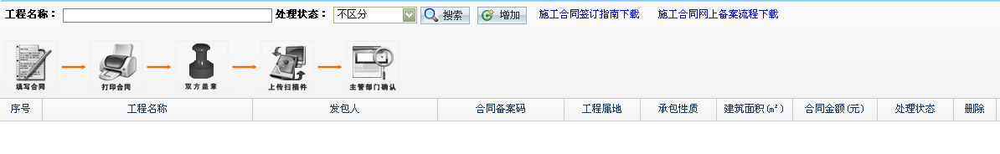 工程名称： 处理状态： 不区分 搜索 增加 施工合同签订指南下载 施工合同网上备案流程下载
填写合同 打印合同 双方盖章 上传扫描件 主管部门确认
序号 工程名称 发包人 合同备案码 工程属地 承包性质 建筑面积(㎡) 合同金额(元) 处理状态 删除